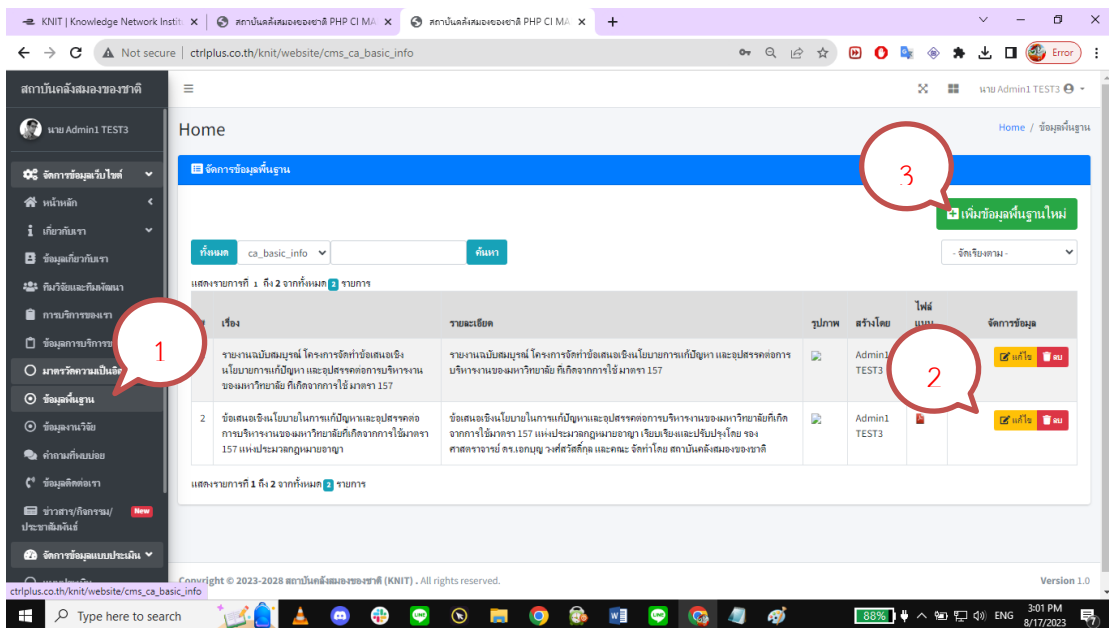 KNIT | Knowledge Network Instit
สถาบันคลังสมองของชาติ PHP CI MA
สถาบันคลังสมองของชาติ PHP CI MA
Not secure | ctrlplus.co.th/knit/website/cms_ca_basic_info
Error
สถาบันคลังสมองของชาติ
นาย Admin1 TEST3
นาย Admin1 TEST3
Home
Home / ข้อมูลพื้นฐาน
จัดการข้อมูลเว็บไซต์
หน้าหลัก
เกี่ยวกับเรา
ข้อมูลเกี่ยวกับเรา
ทีมวิจัยและทีมพัฒนา
การบริการของเรา
ข้อมูลการบริการข
มาตรวัดความเป็นอิ
ข้อมูลพื้นฐาน
ข้อมูลงานวิจัย
คำถามที่พบบ่อย
ข้อมูลติดต่อเรา
ข่าวสาร/กิจกรรม/ New
ประชาสัมพันธ์
จัดการข้อมูลแบบประเมิน
จัดการข้อมูลพื้นฐาน
3
เพิ่มข้อมูลพื้นฐานใหม่
ทั้งหมด ca_basic_info ค้นหา
- จัดเรียงตาม -
แสดงรายการที่ 1 ถึง 2 จากทั้งหมด 2 รายการ
เรื่อง รายละเอียด รูปภาพ สร้างโดย ไฟล์ จัดการข้อมูล
1
2
รายงานฉบับสมบูรณ์ โครงการจัดทำข้อเสนอเชิง
นโยบายการแก้ปัญหา และอุปสรรคต่อการบริหารงาน
ของมหาวิทยาลัย ที่เกิดจากการใช้ มาตรา 157
รายงานฉบับสมบูรณ์ โครงการจัดทำข้อเสนอเชิงนโยบายการแก้ปัญหา และอุปสรรคต่อการ
บริหารงานของมหาวิทยาลัย ที่เกิดจากการใช้ มาตรา 157
Admin1
TEST3
แก้ไข ลบ
2
ข้อเสนอเชิงนโยบายในการแก้ปัญหาและอุปสรรคต่อ
การบริหารงานของมหาวิทยาลัยที่เกิดจากการใช้มาตรา
157 แห่งประมวลกฎหมายอาญา
ข้อเสนอเชิงนโยบายในการแก้ปัญหาและอุปสรรคต่อการบริหารงานของมหาวิทยาลัยที่เกิด
จากการใช้มาตรา 157 แห่งประมวลกฎหมายอาญา เรียบเรียงและปรับปรุงโดย รอง
ศาสตราจารย์ ดร.เอกบุญ วงศ์สวัสดิ์กุล และคณะ จัดทำโดย สถาบันคลังสมองของชาติ
Admin1
TEST3
แก้ไข ลบ
แสดงรายการที่ 1 ถึง 2 จากทั้งหมด 2 รายการ
Copyright © 2023-2028 สถาบันคลังสมองของชาติ (KNIT) . All rights reserved.
Version 1.0
ctrlplus.co.th/knit/website/cms_ca_basic_info
Type here to search
88%
ENG
3:01 PM
8/17/2023